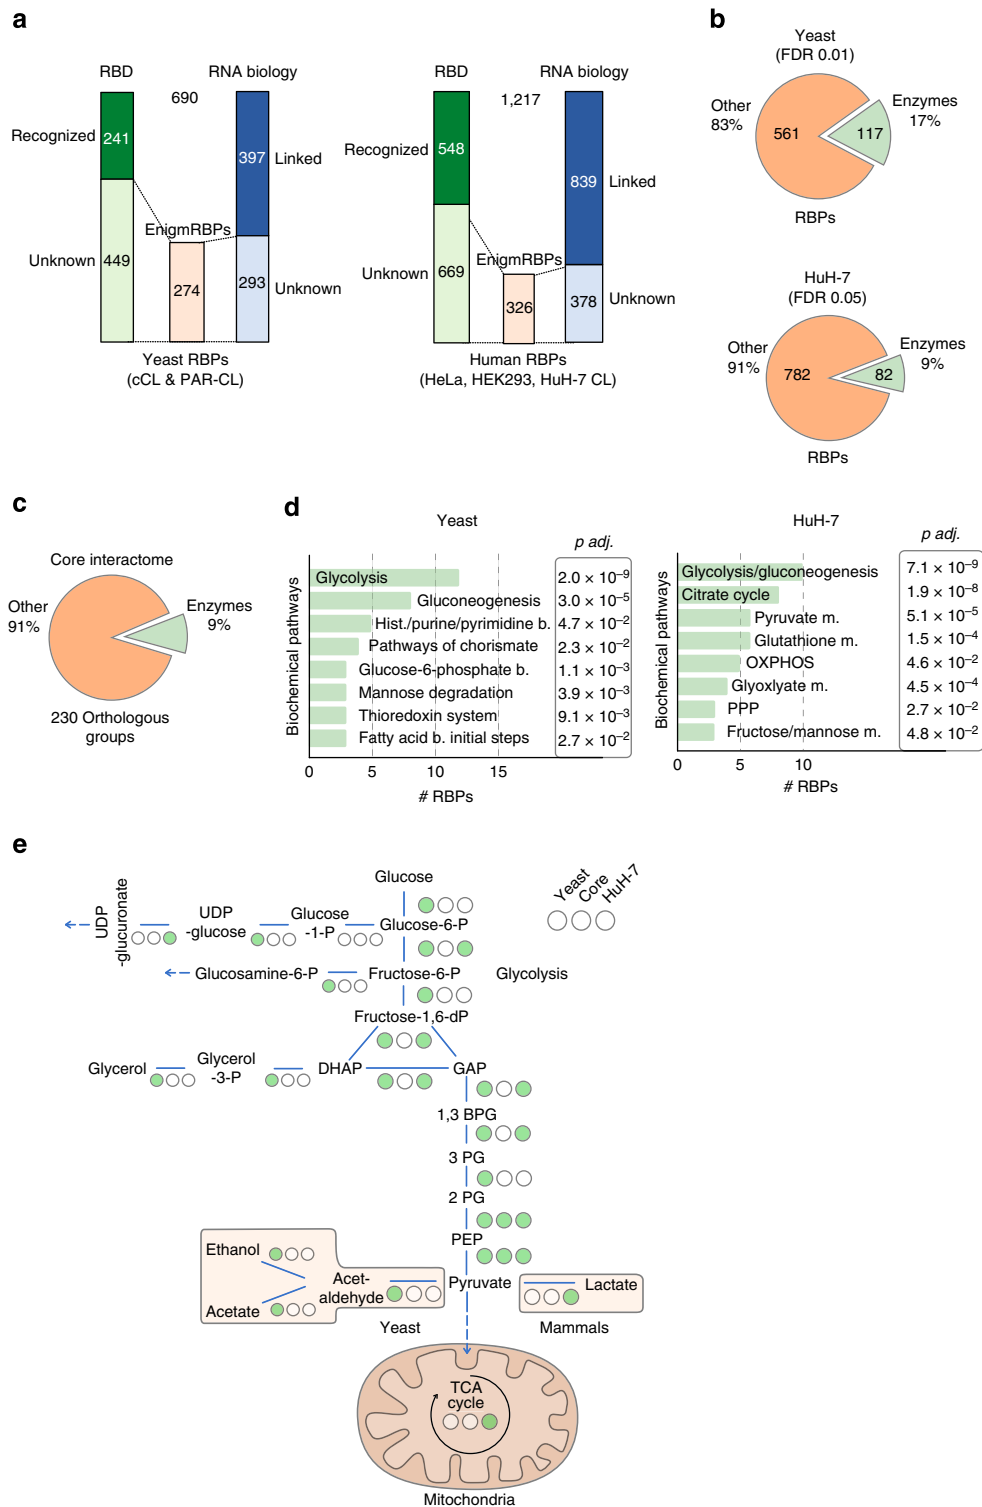 a
RBD
690
RNA biology
Recognized
241
397
Linked
EnigmRBPs
Unknown
449
274
293
Unknown
Yeast RBPs
(cCL & PAR-CL)
RBD
1,217
RNA biology
Recognized
548
839
Linked
EnigmRBPs
Unknown
669
326
378
Unknown
Human RBPs
(HeLa, HEK293, HuH-7 CL)
b
Yeast
(FDR 0.01)
Other
83%
561
117
Enzymes
17%
RBPs
HuH-7
(FDR 0.05)
Other
91%
782
82
Enzymes
9%
RBPs
c
Core interactome
Other
91%
Enzymes
9%
230 Orthologous
groups
d
Yeast
p adj.
Biochemical pathways
Glycolysis
2.0 × 10⁻⁹
Gluconeogenesis
3.0 × 10⁻⁵
Hist./purine/pyrimidine b.
4.7 × 10⁻²
Pathways of chorismate
2.3 × 10⁻²
Glucose-6-phosphate b.
1.1 × 10⁻³
Mannose degradation
3.9 × 10⁻³
Thioredoxin system
9.1 × 10⁻³
Fatty acid b. initial steps
2.7 × 10⁻²
0 5 10 15
# RBPs
HuH-7
p adj.
Biochemical pathways
Glycolysis/gluconeogenesis
7.1 × 10⁻⁹
Citrate cycle
1.9 × 10⁻⁸
Pyruvate m.
5.1 × 10⁻⁵
Glutathione m.
1.5 × 10⁻⁴
OXPHOS
4.6 × 10⁻²
Glyoxlyate m.
4.5 × 10⁻⁴
PPP
2.7 × 10⁻²
Fructose/mannose m.
4.8 × 10⁻²
0 5 10
# RBPs
e
Yeast
Core
HuH-7
Glucose
UDP
-glucuronate
UDP
-glucose
Glucose
-1-P
Glucose-6-P
Glucosamine-6-P
Fructose-6-P
Glycolysis
Fructose-1,6-dP
Glycerol
Glycerol
-3-P
DHAP
GAP
1,3 BPG
3 PG
2 PG
PEP
Ethanol
Acetate
Acet-
aldehyde
Pyruvate
Lactate
Yeast
Mammals
TCA
cycle
Mitochondria